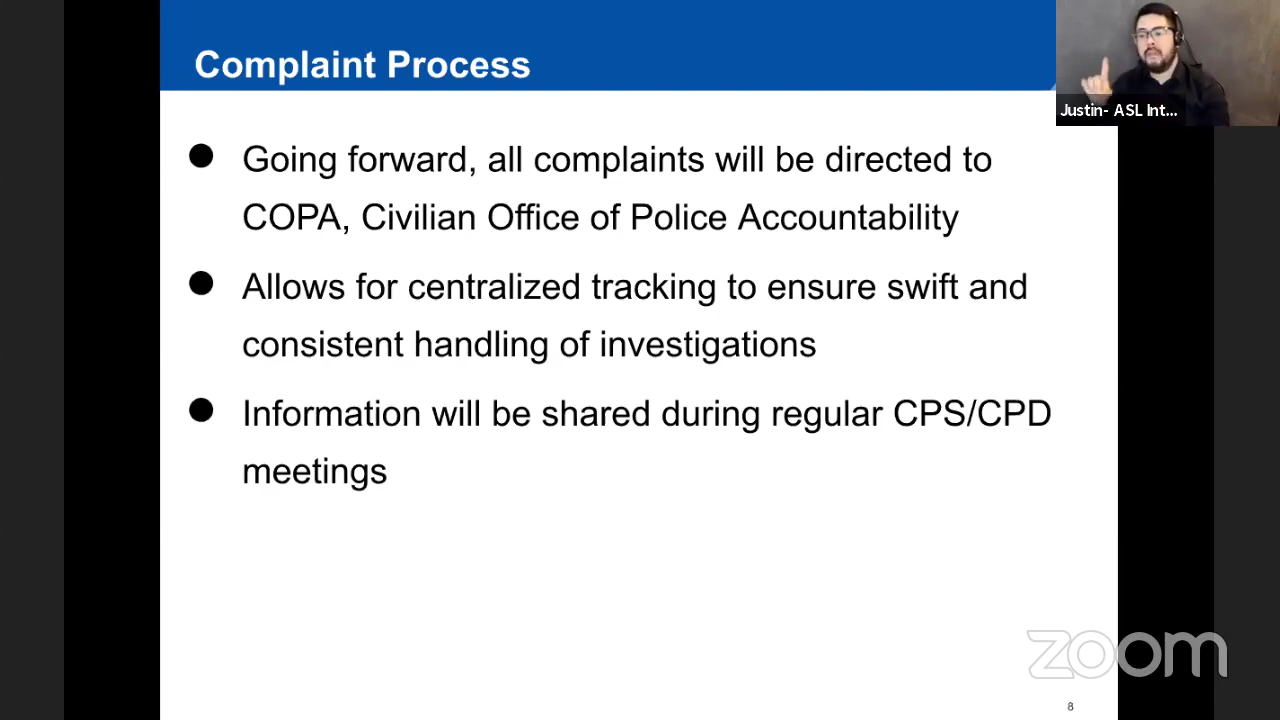 Complaint Process
Justin- ASL Int...
● Going forward, all complaints will be directed to
COPA, Civilian Office of Police Accountability
● Allows for centralized tracking to ensure swift and
consistent handling of investigations
● Information will be shared during regular CPS/CPD
meetings
zoom
8